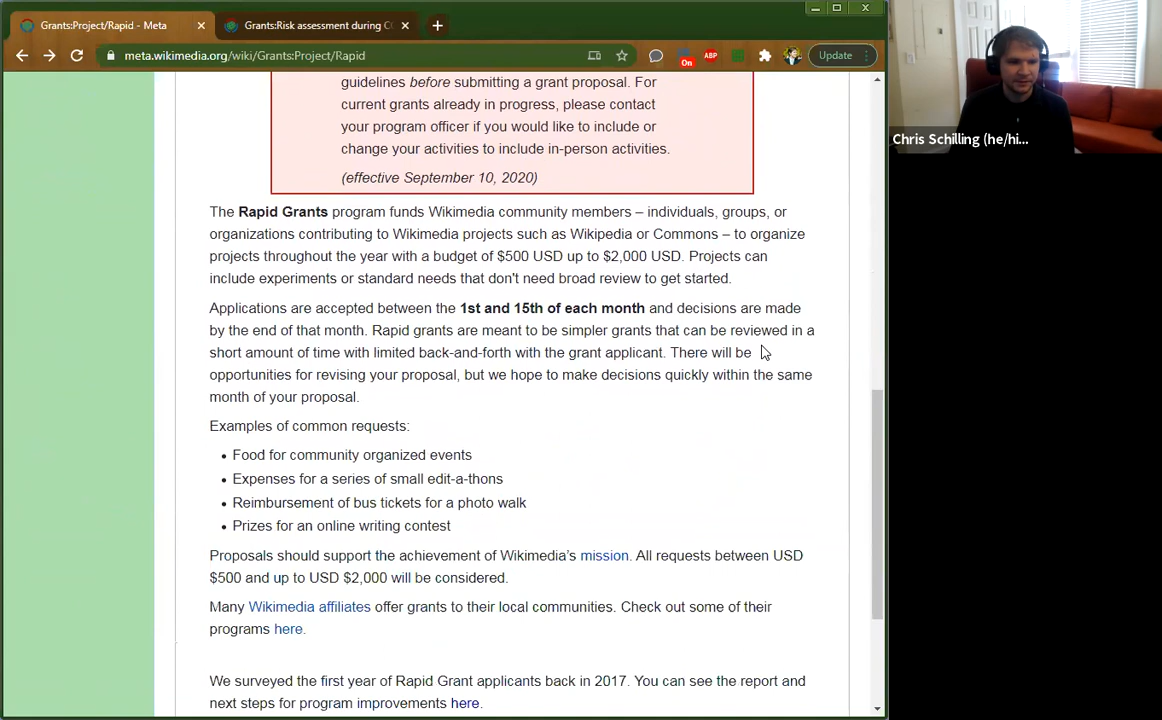 Grants:Project/Rapid - Meta
Grants:Risk assessment during C
Update
meta.wikimedia.org/wiki/Grants:Project/Rapid
On
ABP
guidelines before submitting a grant proposal. For
current grants already in progress, please contact
your program officer if you would like to include or
change your activities to include in-person activities.
(effective September 10, 2020)
The Rapid Grants program funds Wikimedia community members – individuals, groups, or
organizations contributing to Wikimedia projects such as Wikipedia or Commons – to organize
projects throughout the year with a budget of $500 USD up to $2,000 USD. Projects can
include experiments or standard needs that don't need broad review to get started.
Applications are accepted between the 1st and 15th of each month and decisions are made
by the end of that month. Rapid grants are meant to be simpler grants that can be reviewed in a
short amount of time with limited back-and-forth with the grant applicant. There will be
opportunities for revising your proposal, but we hope to make decisions quickly within the same
month of your proposal.
Examples of common requests:
Food for community organized events
Expenses for a series of small edit-a-thons
Reimbursement of bus tickets for a photo walk
Prizes for an online writing contest
Proposals should support the achievement of Wikimedia's mission. All requests between USD
$500 and up to USD $2,000 will be considered.
Many Wikimedia affiliates offer grants to their local communities. Check out some of their
programs here.
We surveyed the first year of Rapid Grant applicants back in 2017. You can see the report and
next steps for program improvements here.
Chris Schilling (he/hi...